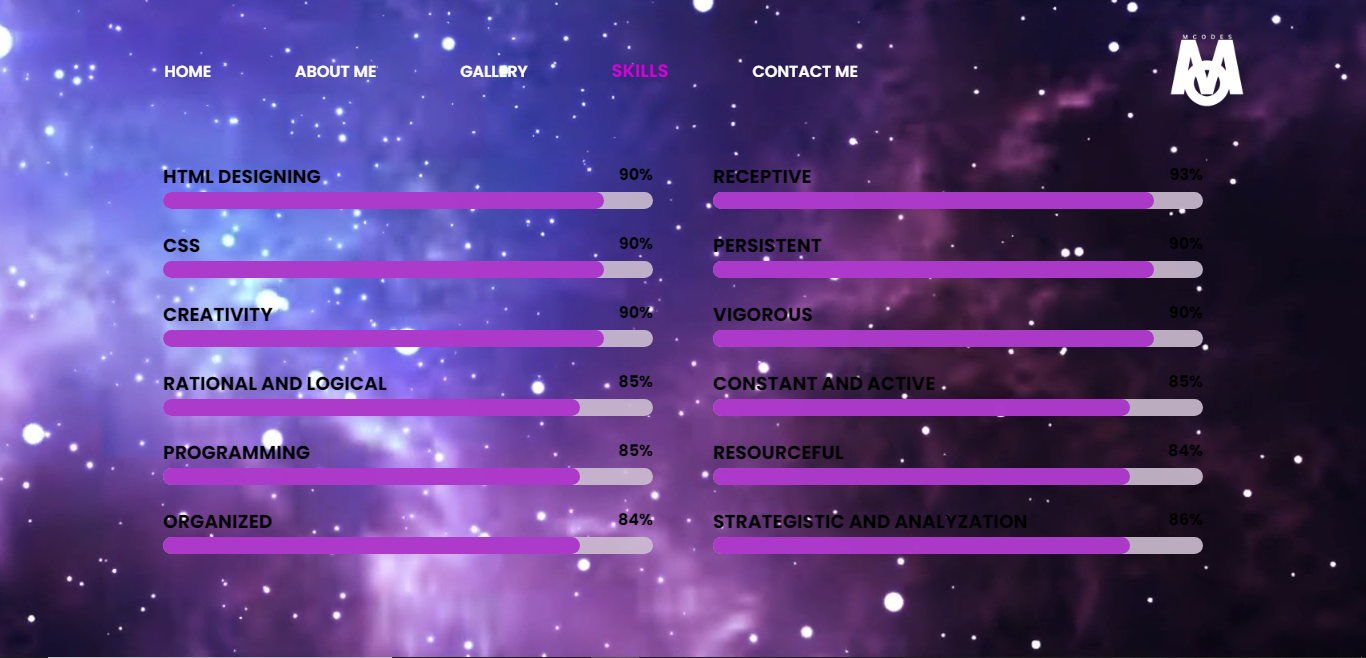 MCODES
HOME ABOUT ME GALLERY SKILLS CONTACT ME
HTML DESIGNING 90%
RECEPTIVE 93%
CSS 90%
PERSISTENT 90%
CREATIVITY 90%
VIGOROUS 90%
RATIONAL AND LOGICAL 85%
CONSTANT AND ACTIVE 85%
PROGRAMMING 85%
RESOURCEFUL 84%
ORGANIZED 84%
STRATEGISTIC AND ANALYZATION 86%